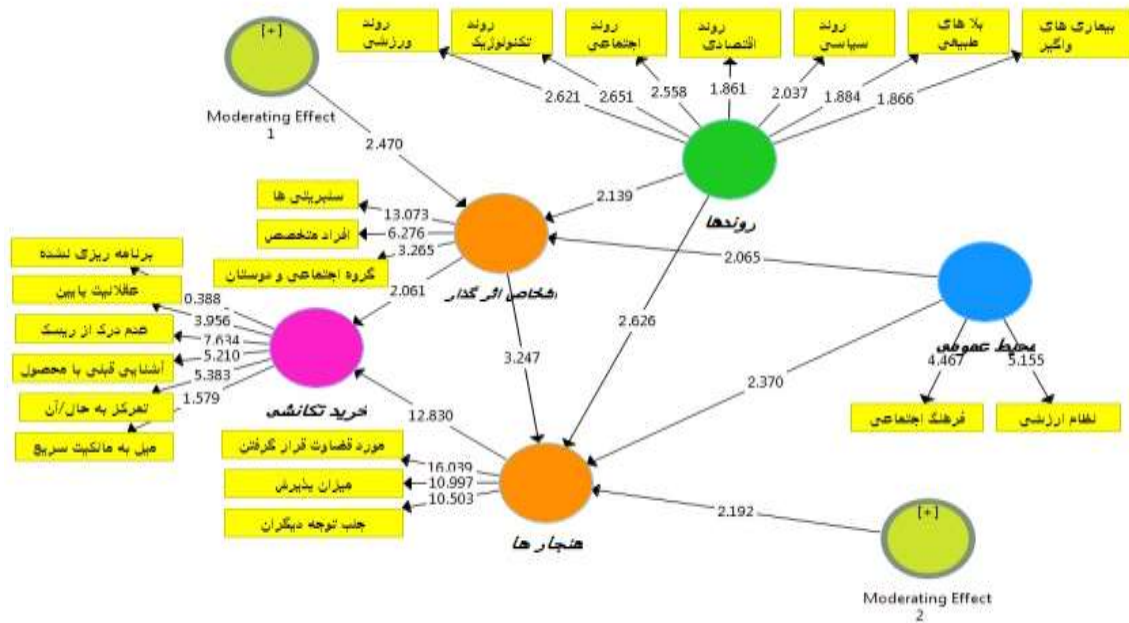 [+]
Moderating Effect
1
روند
ورزشی
روند
تکنولوژیک
روند
اجتماعی
روند
اقتصادی
روند
سیاسی
بلا های
طبیعی
بیماری های
واگیر
2.621
2.651
2.558
1.861
2.037
1.884
1.866
2.470
2.139
روندها
سلبریتی ها
افراد متخصص
گروه اجتماعی و دوستان
13.073
6.276
3.265
اشخاص اثر گذار
2.065
2.061
2.626
3.247
محیط عمومی
4.467
5.155
فرهنگ اجتماعی
نظام ارزشی
2.370
برنامه ریزی نشده
عقلانیت پایین
عدم درک از ریسک
آشنایی قبلی با محصول
تمرکز به حال/آن
میل به مالکیت سریع
0.388
3.956
7.634
5.210
5.383
1.579
خرید تکانشی
12.830
مورد قضاوت قرار گرفتن
میزان پذیرش
جلب توجه دیگران
16.039
10.997
10.503
هنجار ها
2.192
[+]
Moderating Effect
2